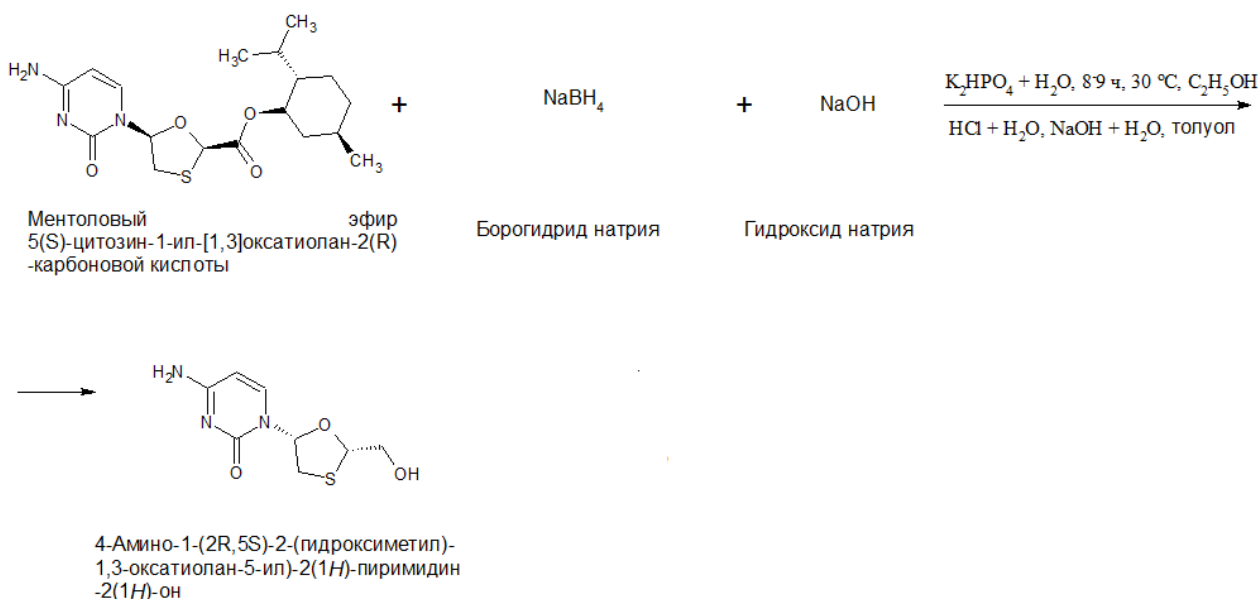 H₃C CH₃
H₂N
O
N N O
O S O CH₃
+
NaBH₄
+
NaOH
K₂HPO₄ + H₂O, 8-9 ч, 30 °C, C₂H₅OH
HCl + H₂O, NaOH + H₂O, толуол
Ментоловый эфир
5(S)-цитозин-1-ил-[1,3]оксатиолан-2(R)
-карбоновой кислоты
Борогидрид натрия
Гидроксид натрия
H₂N
N N O
O S OH
4-Амино-1-(2R,5S)-2-(гидроксиметил)-
1,3-оксатиолан-5-ил)-2(1H)-пиримидин
-2(1H)-он